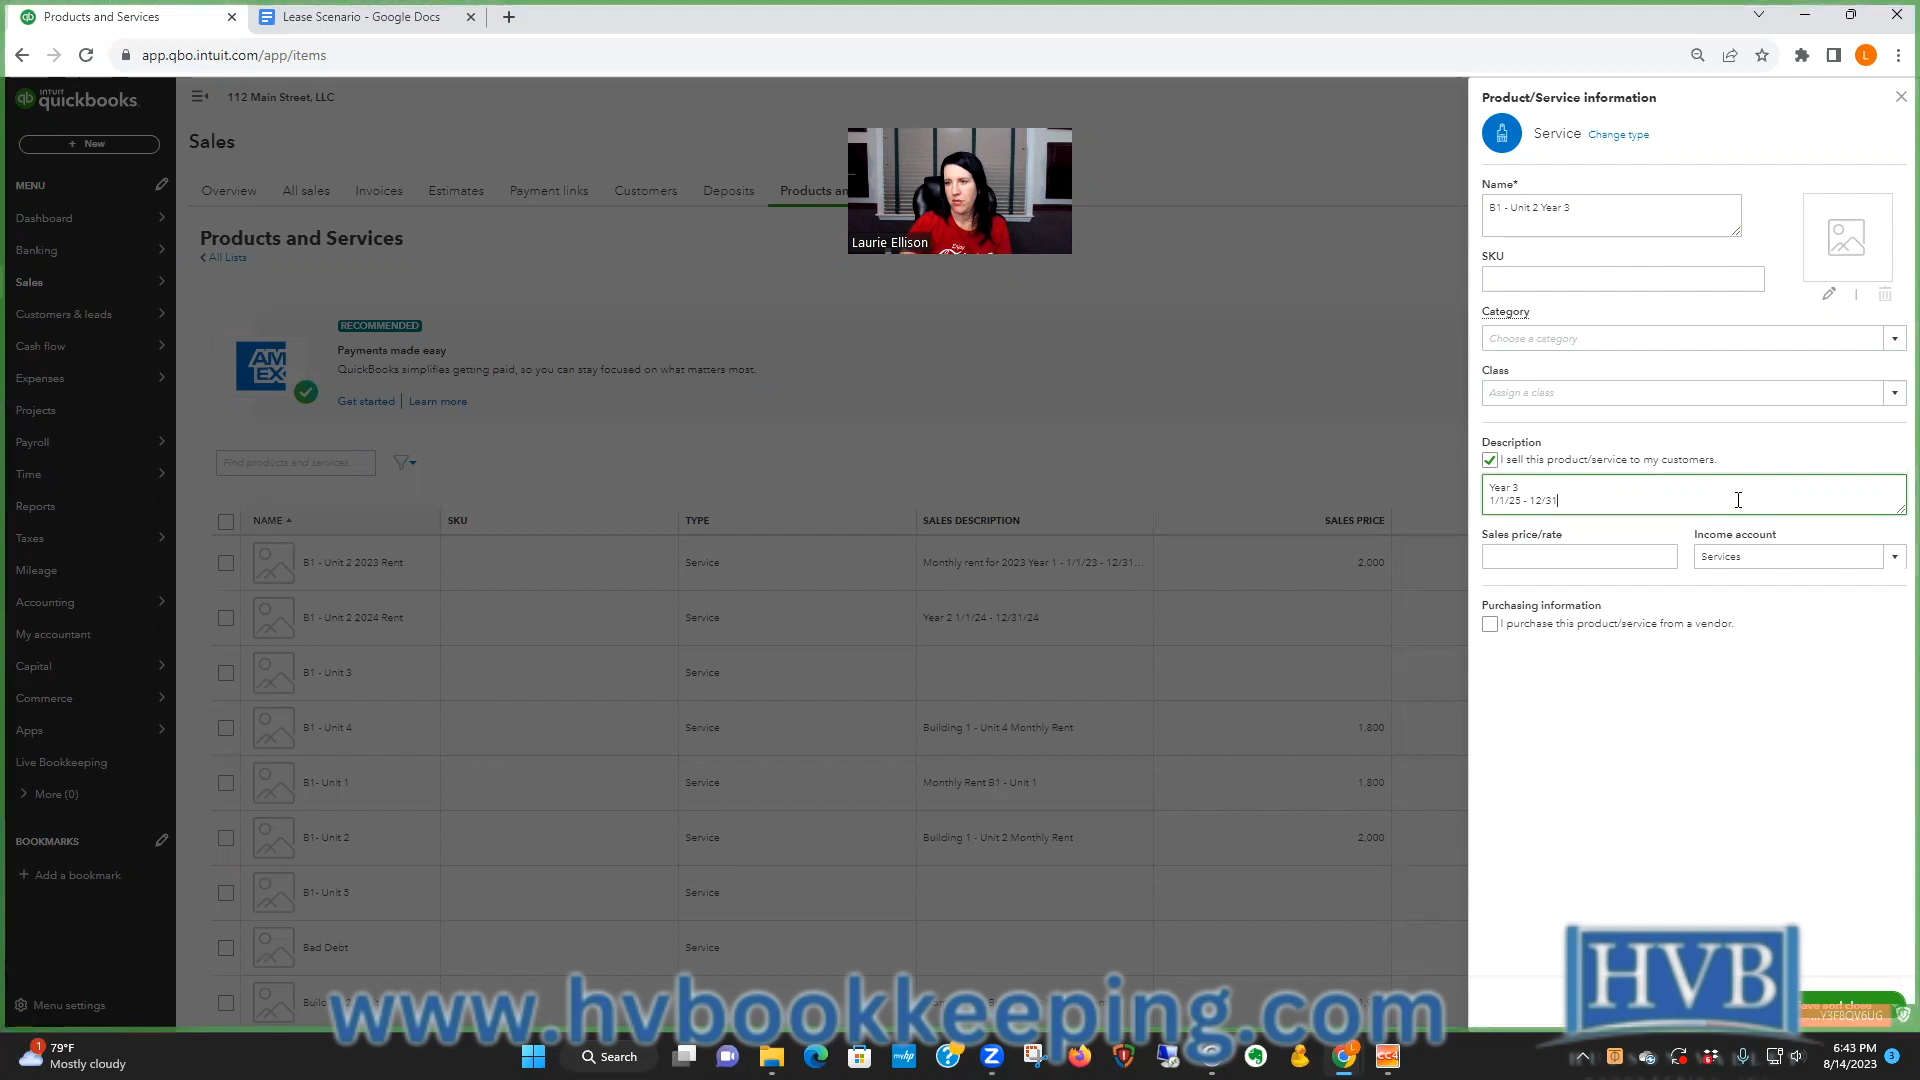 Products and Services
Lease Scenario - Google Docs
app.qbo.intuit.com/app/items
L
INTUIT
quickbooks.
112 Main Street, LLC
+ New
MENU
Dashboard
Banking
Sales
Customers & leads
Cash flow
Expenses
Projects
Payroll
Time
Reports
Taxes
Mileage
Accounting
My accountant
Capital
Commerce
Apps
Live Bookkeeping
More (0)
BOOKMARKS
+ Add a bookmark
Menu settings
Sales
Overview
All sales
Invoices
Estimates
Payment links
Customers
Deposits
Products an
Laurie Ellison
Enjoy
Products and Services
All Lists
RECOMMENDED
AM
EX
Payments made easy
QuickBooks simplifies getting paid, so you can stay focused on what matters most.
Get started | Learn more
Find products and services
NAME SKU TYPE SALES DESCRIPTION SALES PRICE
B1 - Unit 2 2023 Rent Service Monthly rent for 2023 Year 1 - 1/1/23 - 12/31... 2,000
B1 - Unit 2 2024 Rent Service Year 2 1/1/24 - 12/31/24
B1 - Unit 3 Service
B1 - Unit 4 Service Building 1 - Unit 4 Monthly Rent 1,800
B1- Unit 1 Service Monthly Rent B1 - Unit 1 1,800
B1- Unit 2 Service Building 1 - Unit 2 Monthly Rent 2,000
B1- Unit 5 Service
Bad Debt Service
Product/Service information
Service Change type
Name*
B1 - Unit 2 Year 3
SKU
Category
Choose a category
Class
Assign a class
Description
I sell this product/service to my customers.
Year 3
1/1/25 - 12/31
Sales price/rate
Income account
Services
Purchasing information
I purchase this product/service from a vendor.
Save and close
www.hvbookkeeping.com
HVB
1
79°F
Mostly cloudy
Search
CC4
6:43 PM
8/14/2023
3